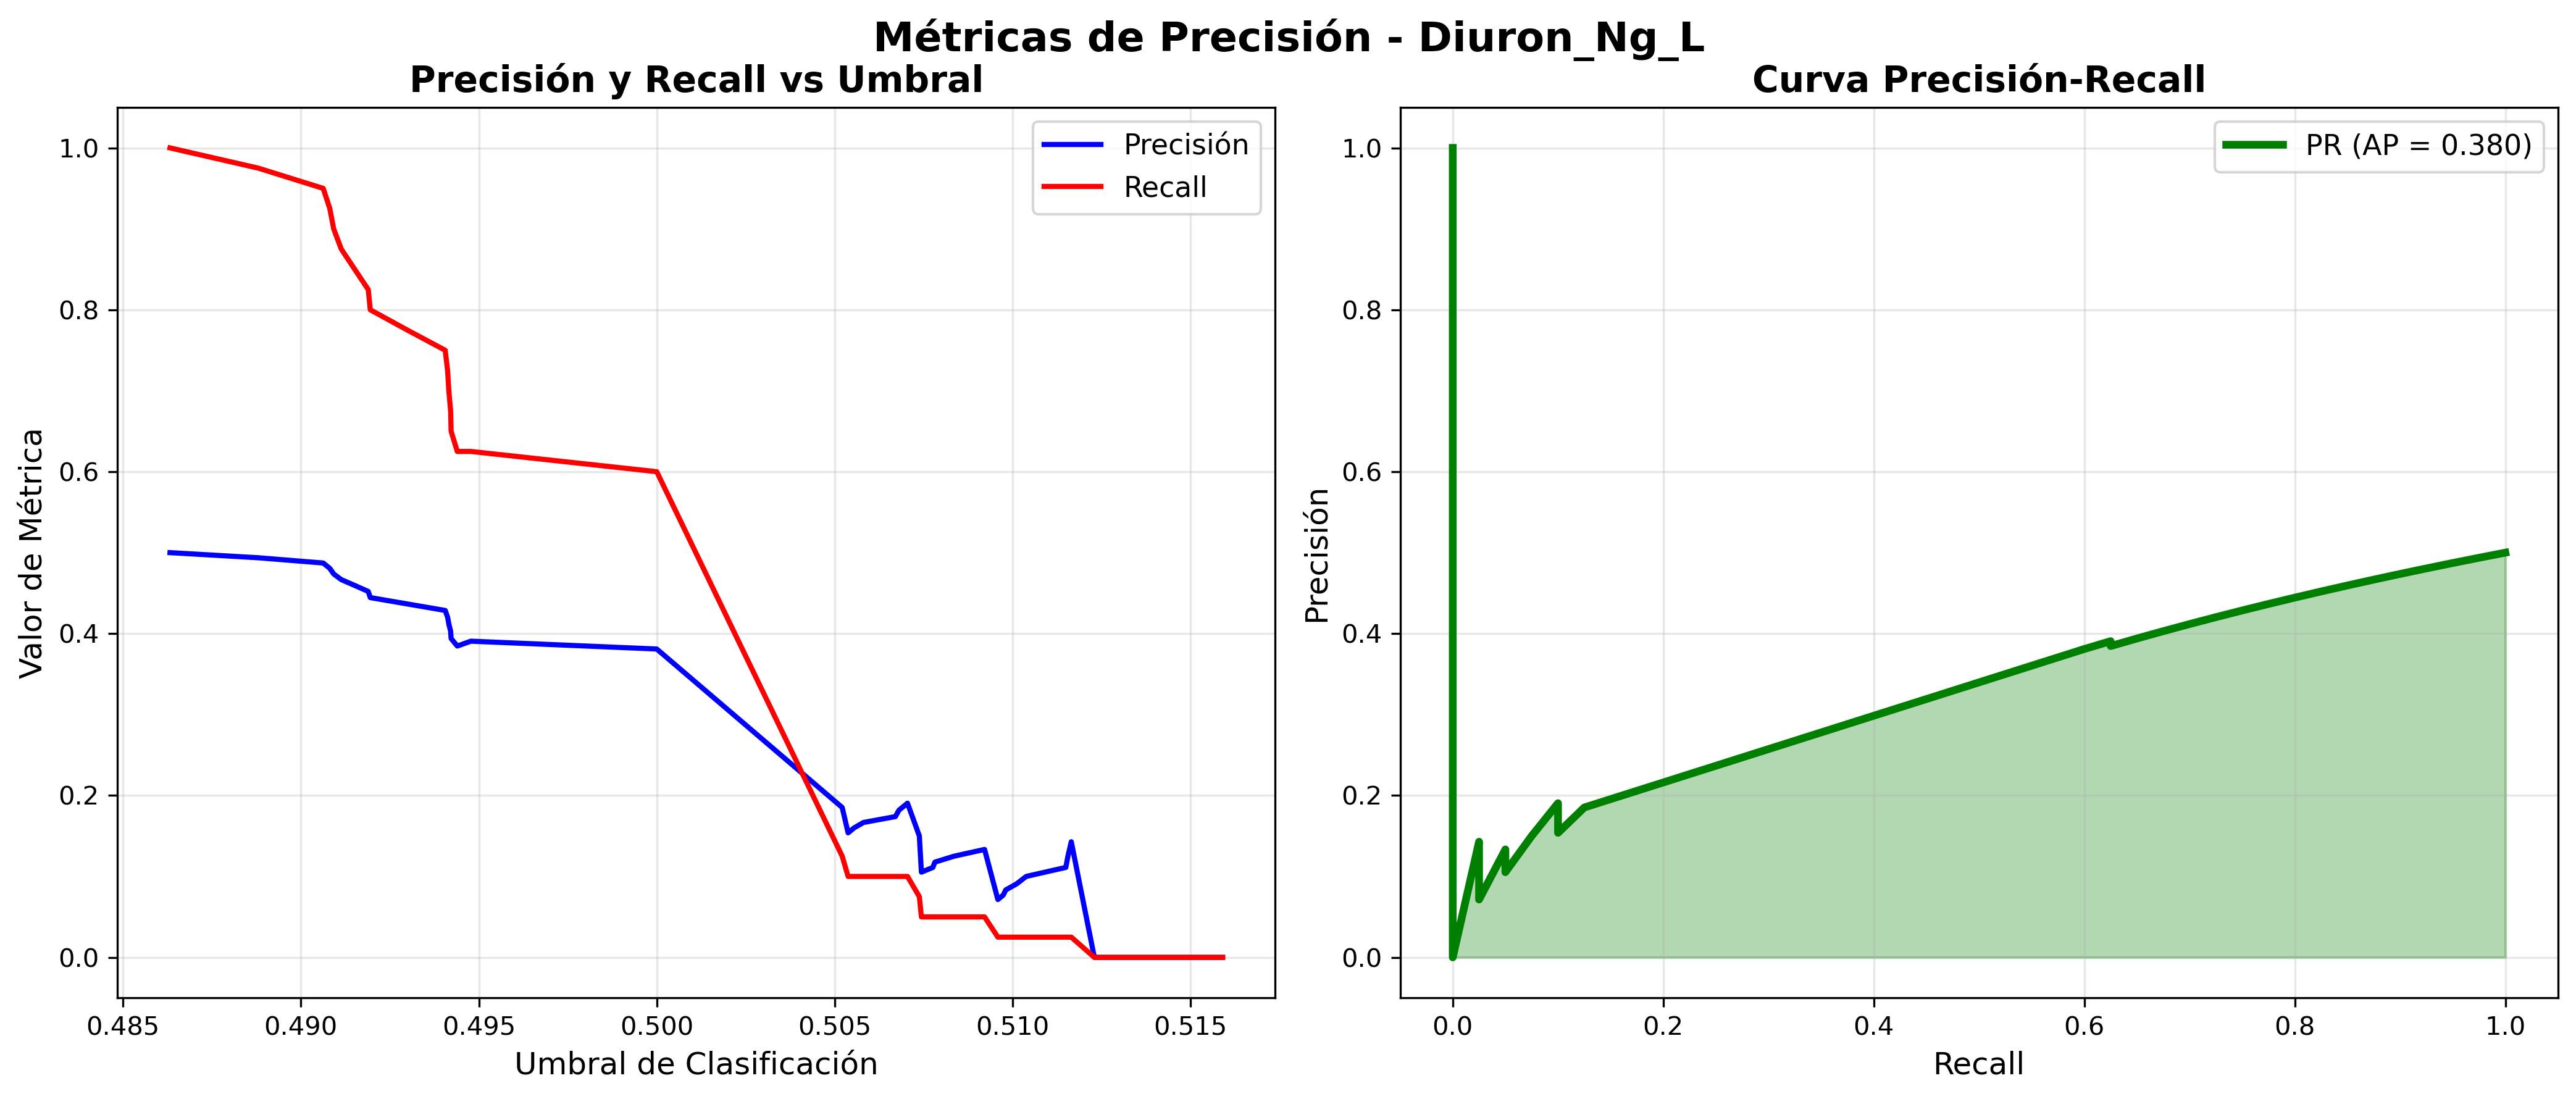 Métricas de Precisión - Diuron_Ng_L
Precisión y Recall vs Umbral
Precisión
Recall
Valor de Métrica
1.0
0.8
0.6
0.4
0.2
0.0
0.485
0.490
0.495
0.500
0.505
0.510
0.515
Umbral de Clasificación
Curva Precisión-Recall
PR (AP = 0.380)
Precisión
1.0
0.8
0.6
0.4
0.2
0.0
0.0
0.2
0.4
0.6
0.8
1.0
Recall